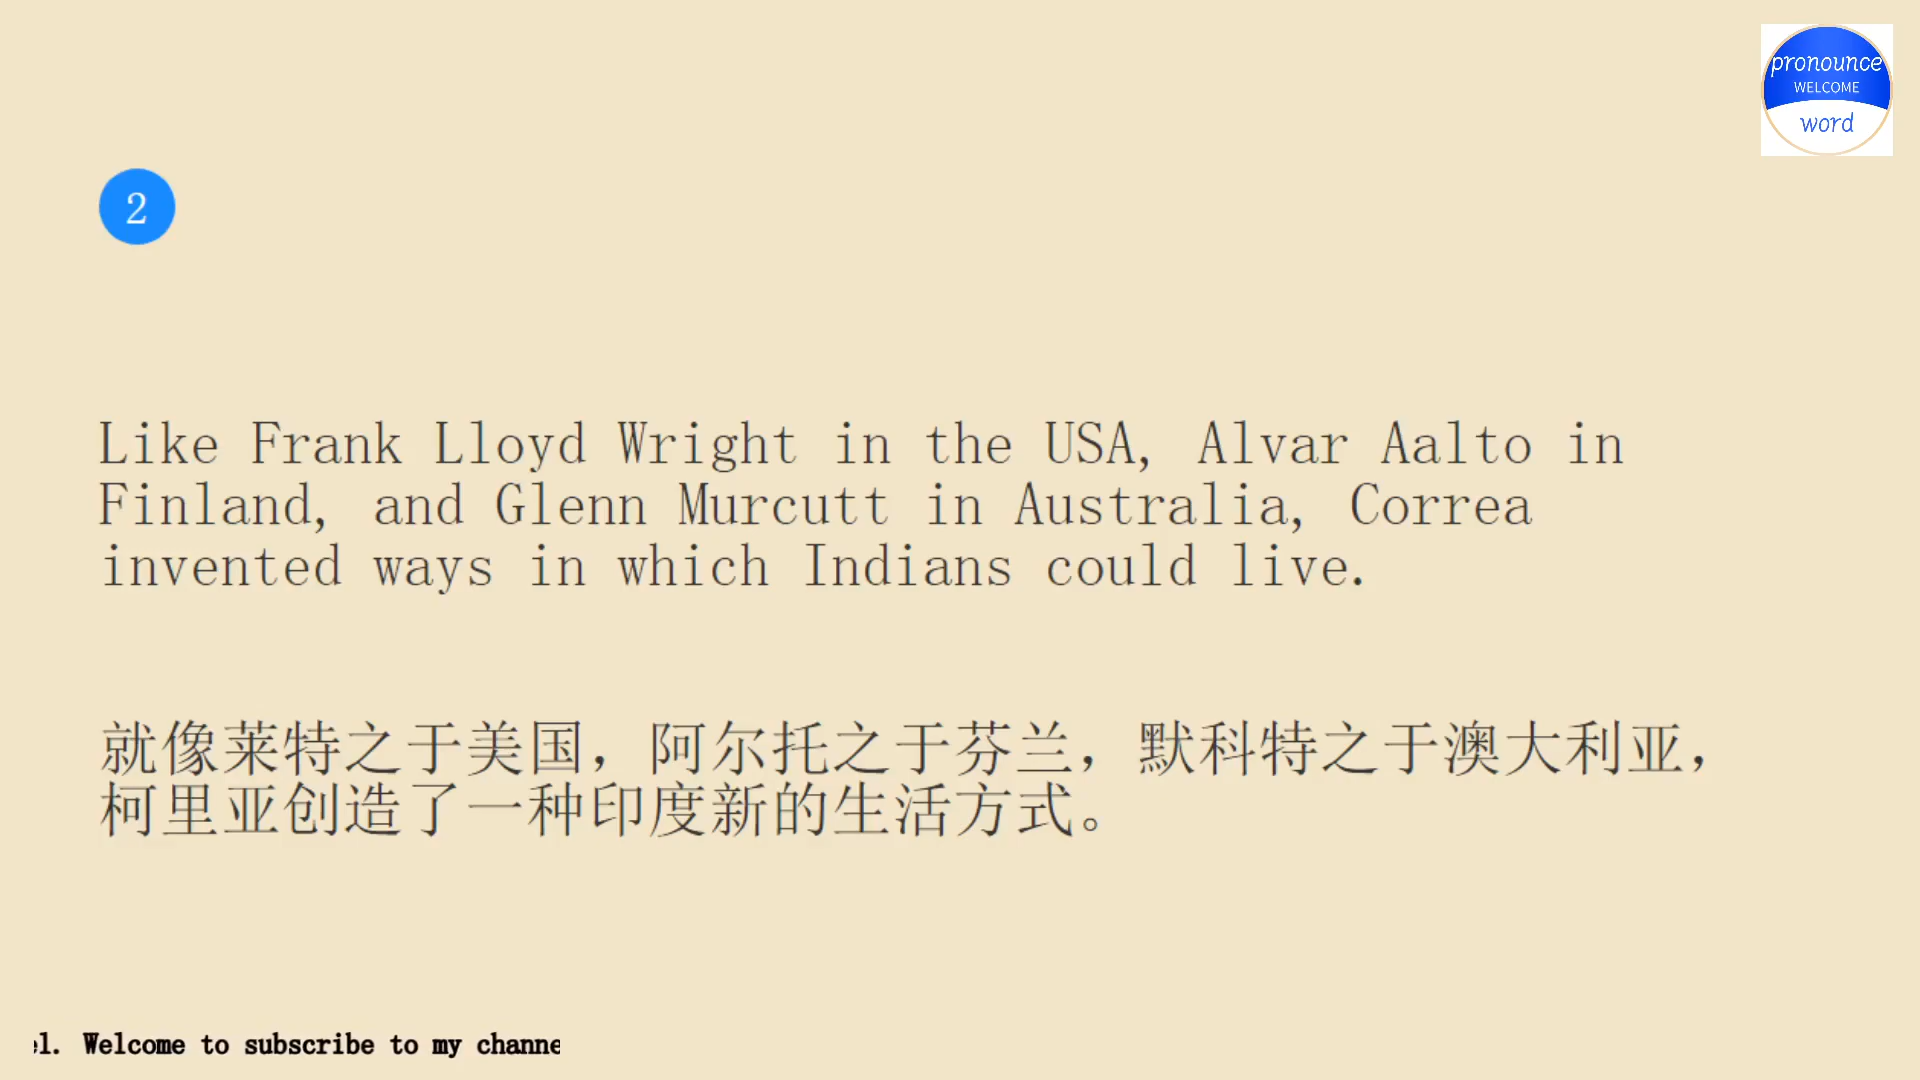 pronounce
WELCOME
word
2
Like Frank Lloyd Wright in the USA, Alvar Aalto in
Finland, and Glenn Murcutt in Australia, Correa
invented ways in which Indians could live.
就像莱特之于美国，阿尔托之于芬兰，默科特之于澳大利亚，
柯里亚创造了一种印度新的生活方式。
el. Welcome to subscribe to my channe